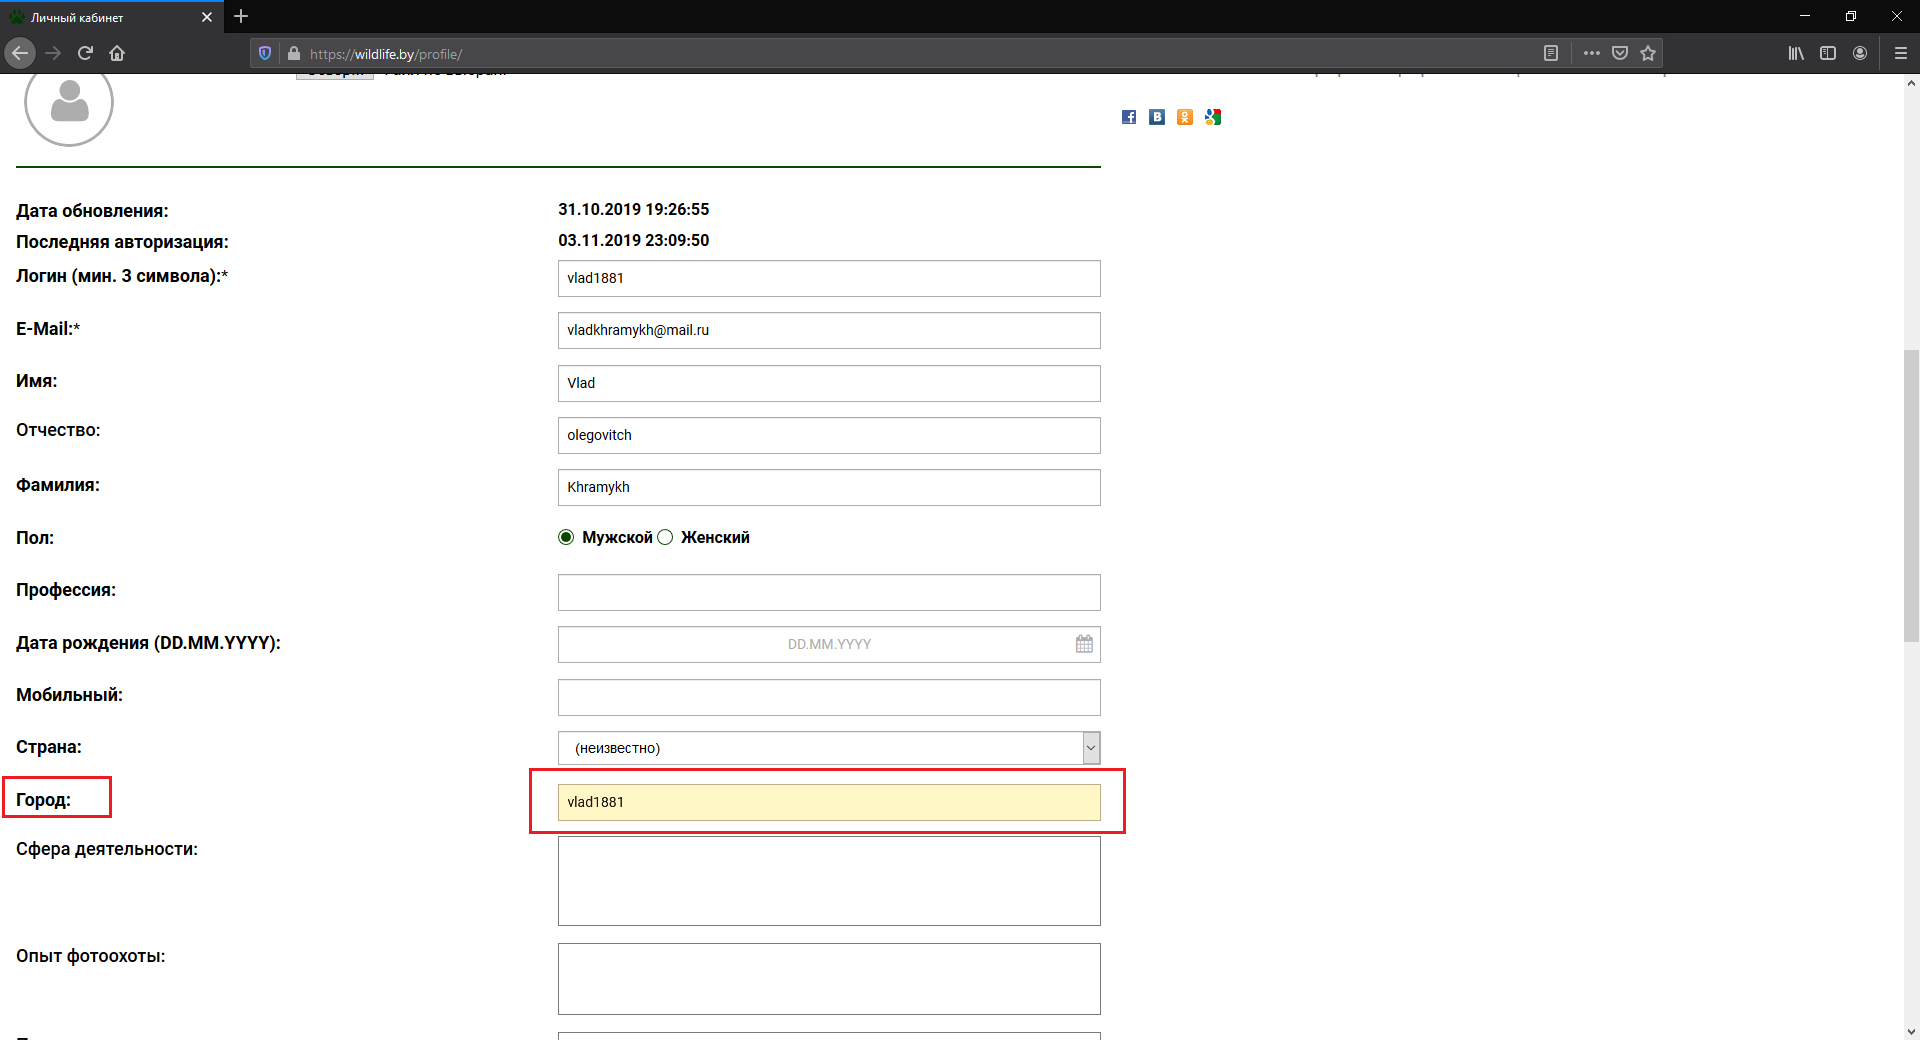 Личный кабинет
https://wildlife.by/profile/
Дата обновления:
31.10.2019 19:26:55
Последняя авторизация:
03.11.2019 23:09:50
Логин (мин. 3 символа):*
vlad1881
E-Mail:*
vladkhramykh@mail.ru
Имя:
Vlad
Отчество:
olegovitch
Фамилия:
Khramykh
Пол:
Мужской Женский
Профессия:
Дата рождения (DD.MM.YYYY):
DD.MM.YYYY
Мобильный:
Страна:
(неизвестно)
Город:
vlad1881
Сфера деятельности:
Опыт фотоохоты: